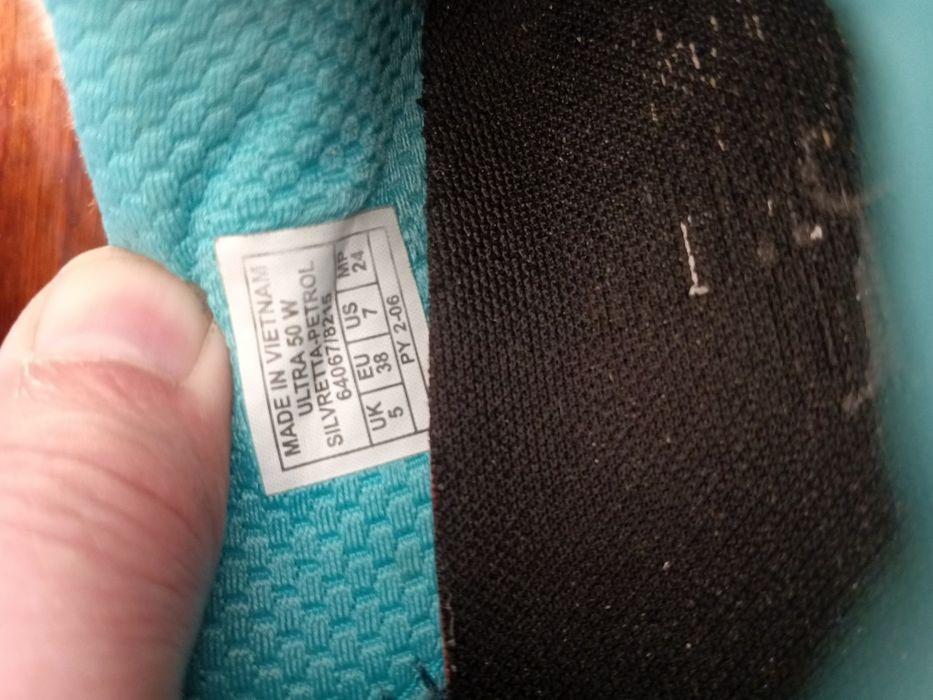 MADE IN VIETNAM
ULTRA 50 W
SILVRETTA-PETROL
64067/8215
UK EU US MP
5 38 7 24
PY 2-06